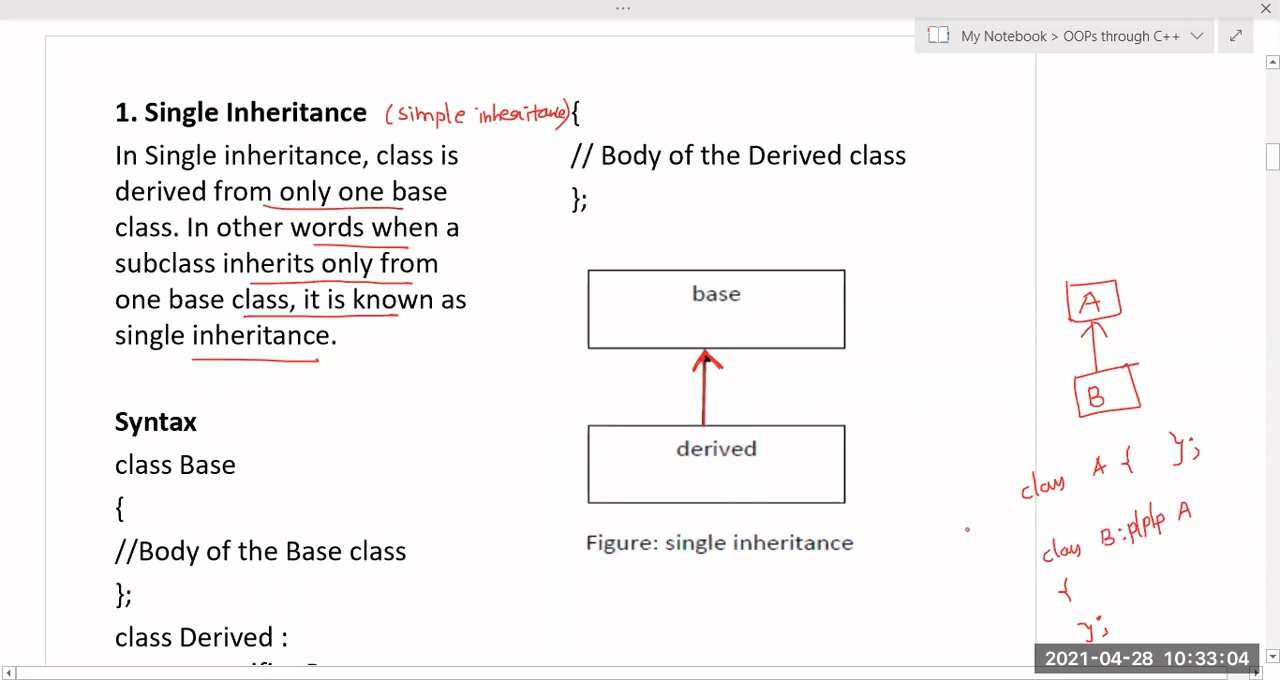 ...
My Notebook > OOPs through C++
1. Single Inheritance (simple inheritance)
In Single inheritance, class is
derived from only one base
class. In other words when a
subclass inherits only from
one base class, it is known as
single inheritance.
Syntax
class Base
{
//Body of the Base class
};
class Derived :
{
// Body of the Derived class
};
base
derived
Figure: single inheritance
A
B
class A { };
class B:p/p/p A
{
};
2021-04-28 10:33:04